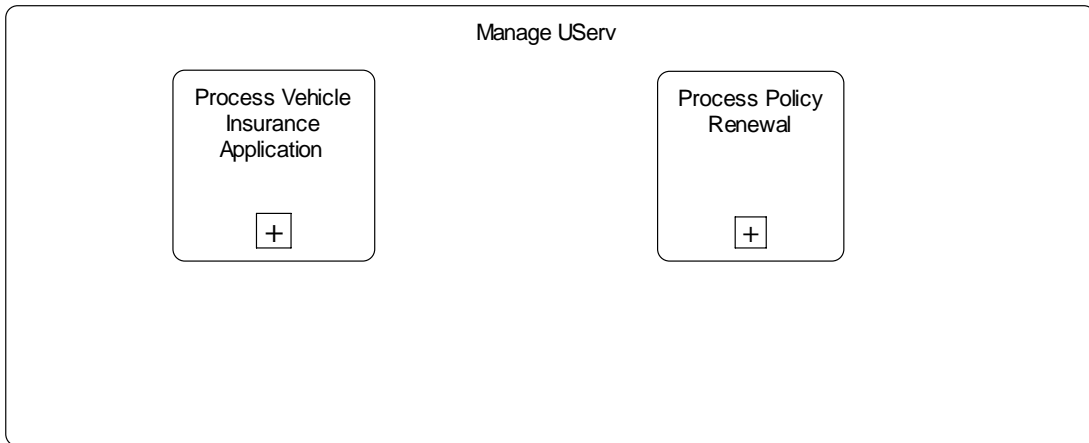 Manage UServ
Process Vehicle
Insurance
Application
+
Process Policy
Renewal
+